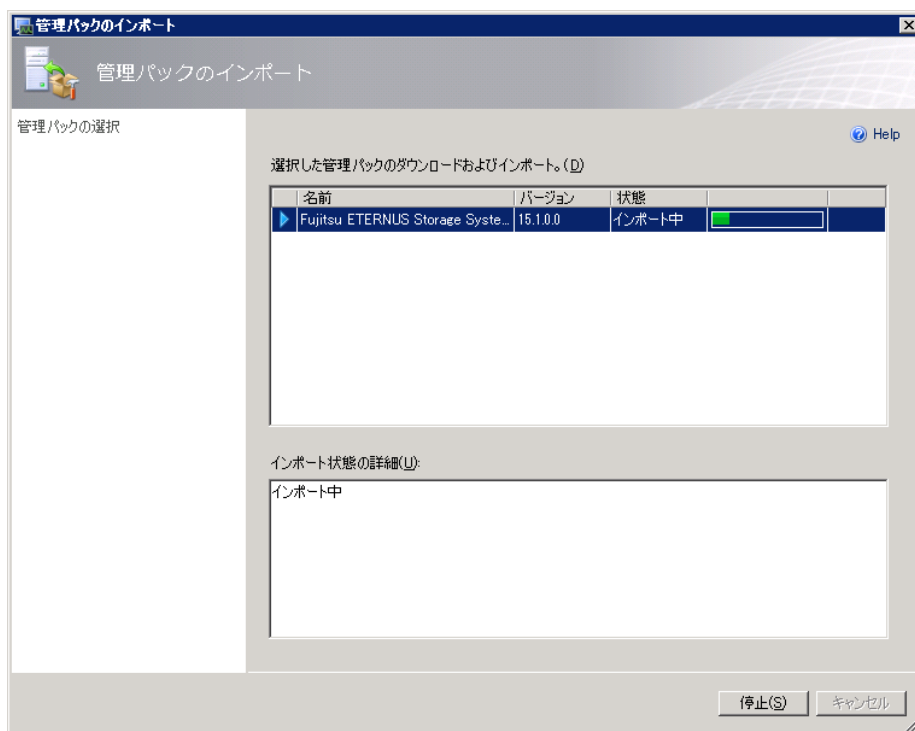 管理パックのインポート
管理パックのインポート
管理パックの選択
Help
選択した管理パックのダウンロードおよびインポート。(D)
名前 バージョン 状態
Fujitsu ETERNUS Storage Syste... 15.1.0.0 インポート中
インポート状態の詳細(U):
インポート中
停止(S) キャンセル